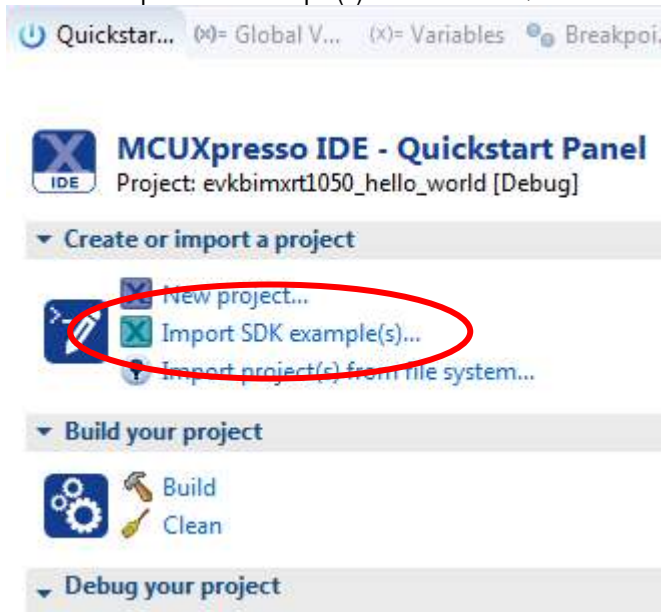 Quickstar... (x)= Global V... (x)= Variables Breakpoi.
MCUXpresso IDE - Quickstart Panel
IDE
Project: evkbimxrt1050_hello_world [Debug]
Create or import a project
New project...
Import SDK example(s)...
Import project(s) from file system...
Build your project
Build
Clean
Debug your project